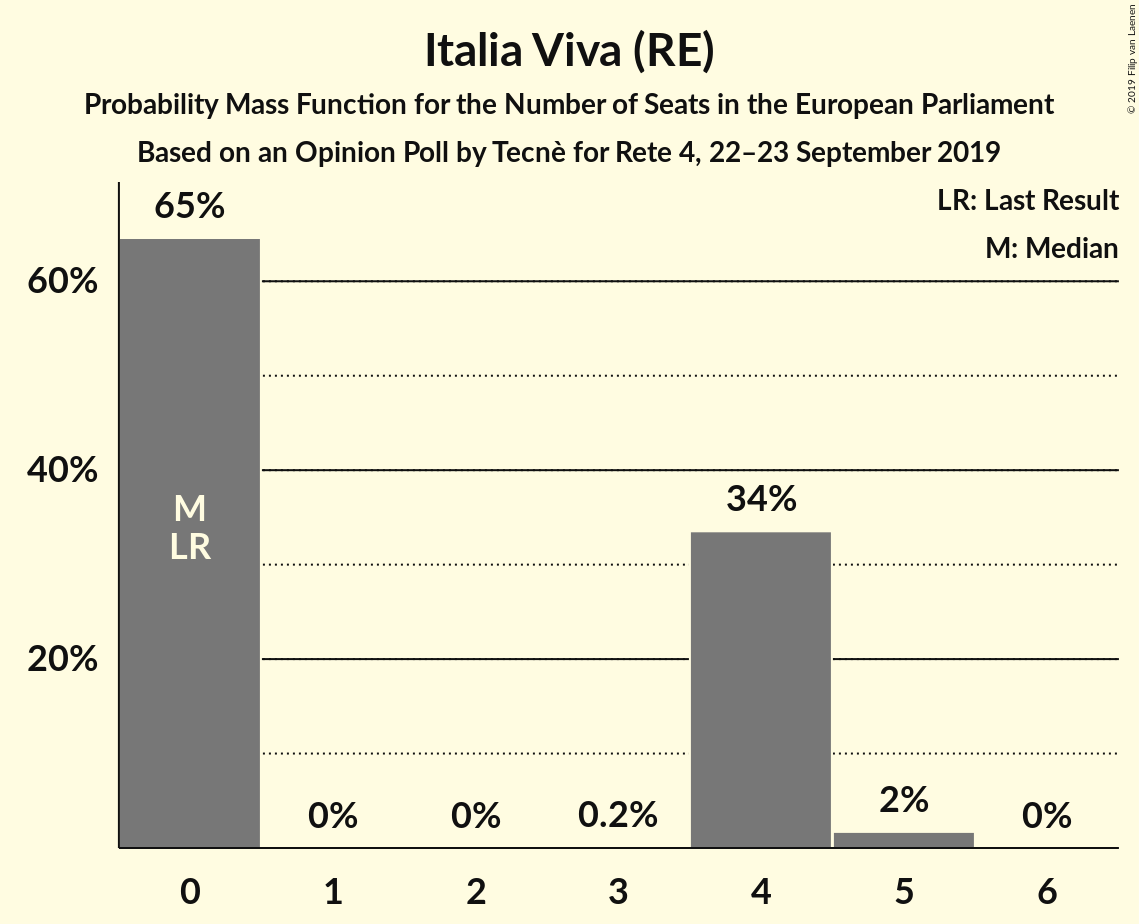 Italia Viva (RE)
Probability Mass Function for the Number of Seats in the European Parliament
Based on an Opinion Poll by Tecnè for Rete 4, 22–23 September 2019
© 2019 Filip van Laenen
LR: Last Result
M: Median
65%
60%
40%
20%
M
LR
0%
0%
0.2%
34%
2%
0%
0
1
2
3
4
5
6